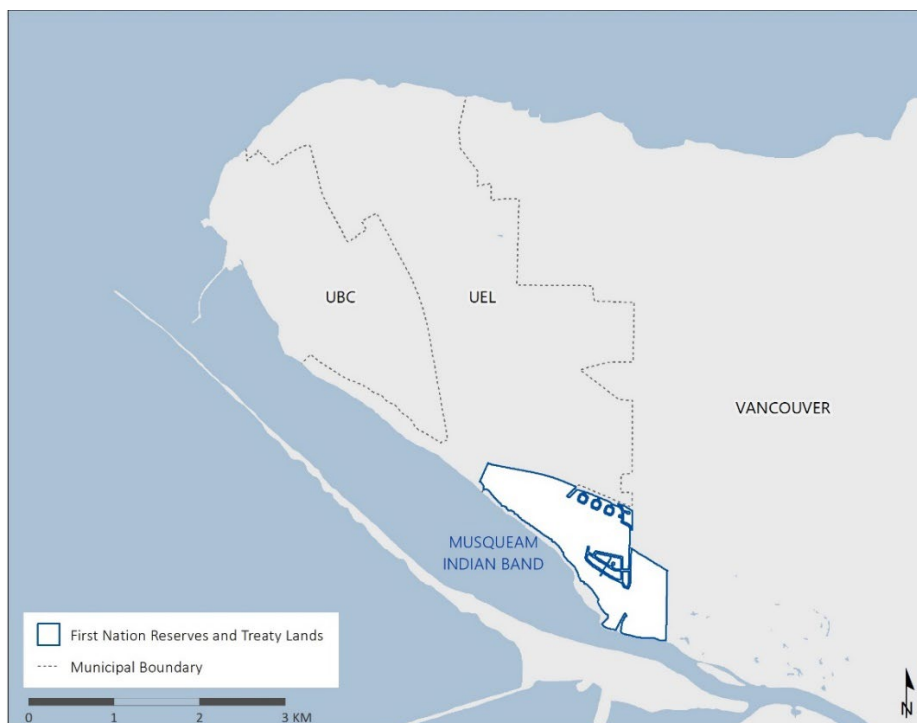 UBC
UEL
VANCOUVER
MUSQUEAM
INDIAN BAND
First Nation Reserves and Treaty Lands
Municipal Boundary
0 1 2 3 KM
N